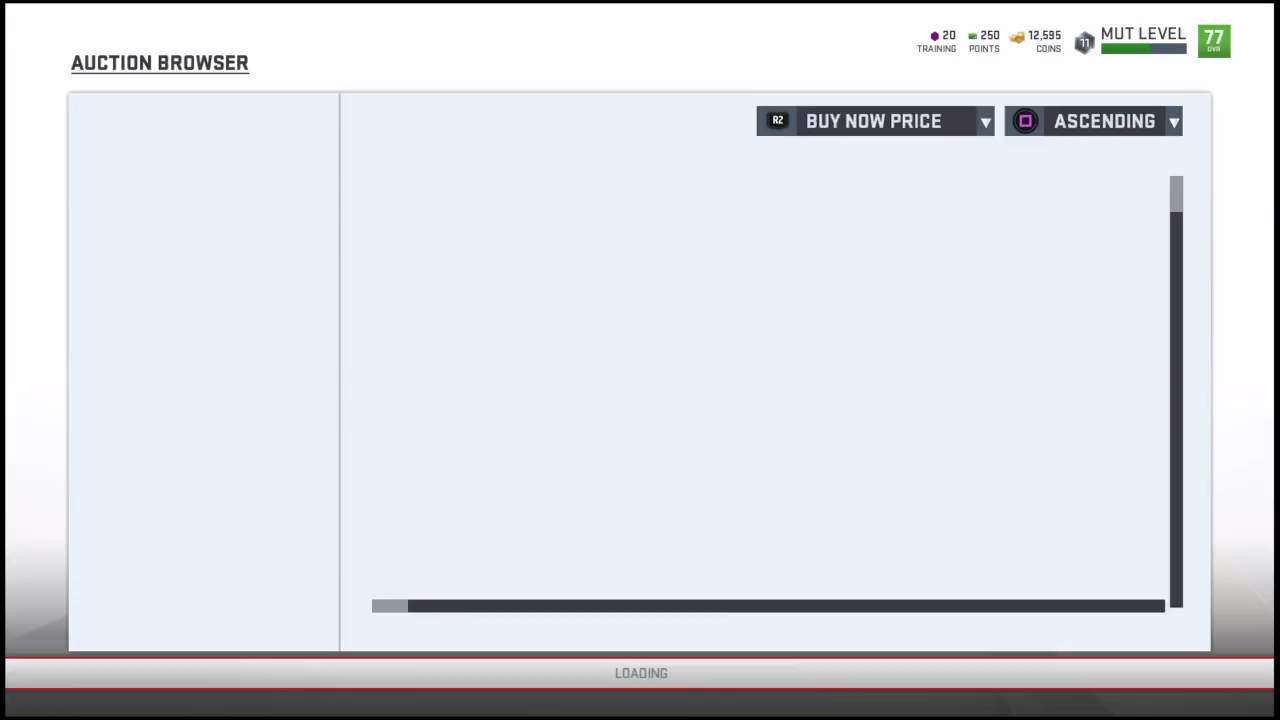 20 250 12,595 11 MUT LEVEL 77
TRAINING POINTS COINS OVR
AUCTION BROWSER
R2 BUY NOW PRICE ASCENDING
LOADING